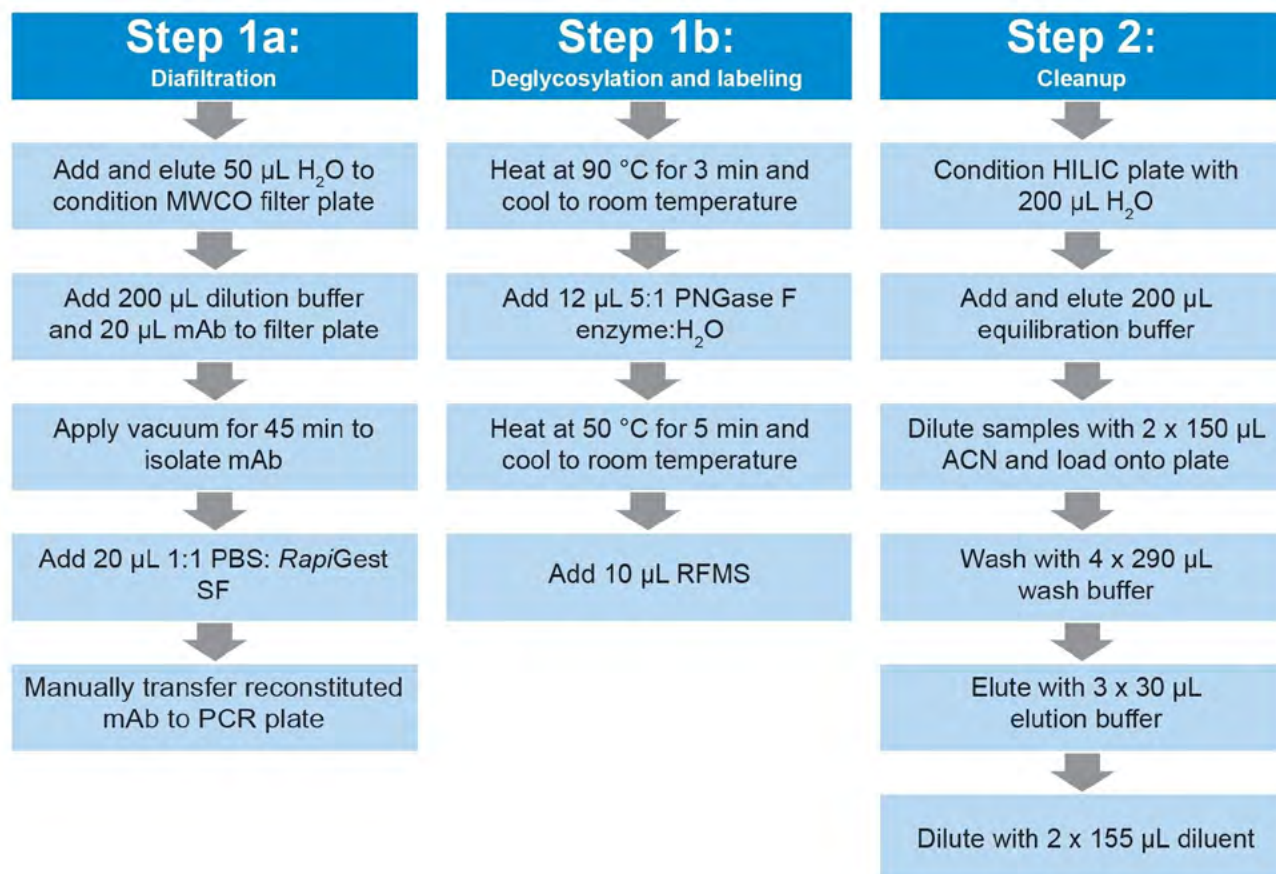 Step 1a:
Diafiltration
Add and elute 50 µL H₂O to
condition MWCO filter plate
Add 200 µL dilution buffer
and 20 µL mAb to filter plate
Apply vacuum for 45 min to
isolate mAb
Add 20 µL 1:1 PBS: RapiGest
SF
Manually transfer reconstituted
mAb to PCR plate
Step 1b:
Deglycosylation and labeling
Heat at 90 °C for 3 min and
cool to room temperature
Add 12 µL 5:1 PNGase F
enzyme:H₂O
Heat at 50 °C for 5 min and
cool to room temperature
Add 10 µL RFMS
Step 2:
Cleanup
Condition HILIC plate with
200 µL H₂O
Add and elute 200 µL
equilibration buffer
Dilute samples with 2 x 150 µL
ACN and load onto plate
Wash with 4 x 290 µL
wash buffer
Elute with 3 x 30 µL
elution buffer
Dilute with 2 x 155 µL diluent